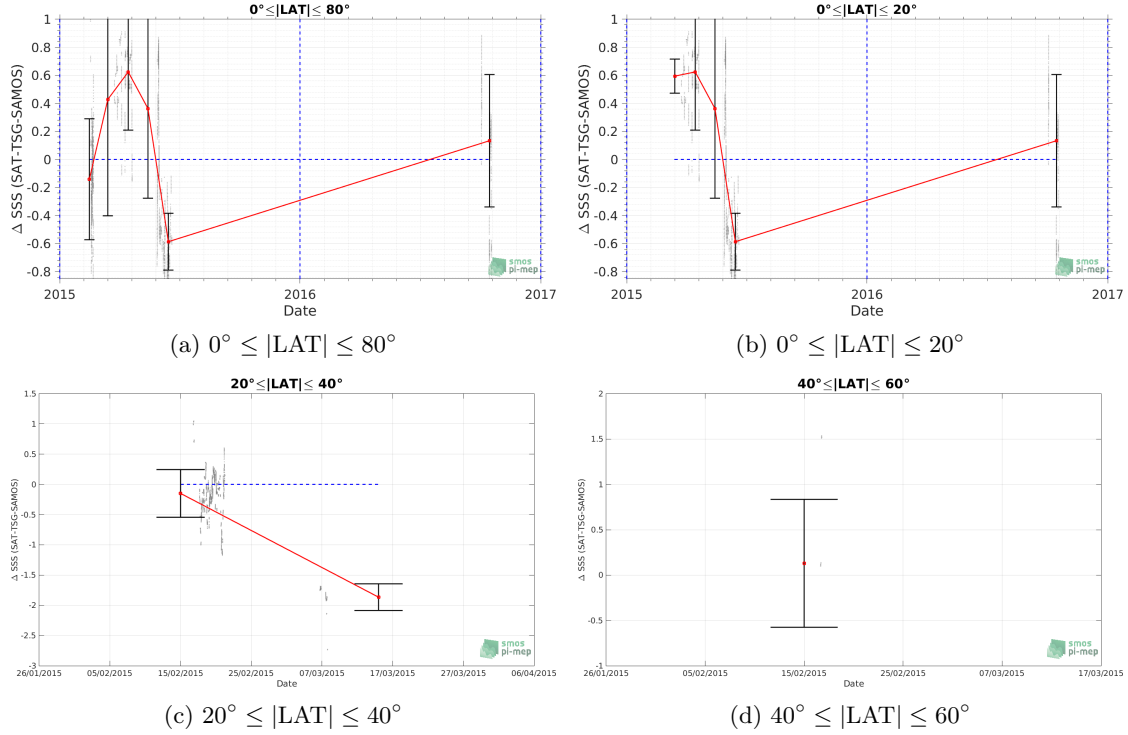 0°≤|LAT|≤ 80°
1
0.8
0.6
0.4
0.2
0
-0.2
-0.4
-0.6
-0.8
Δ SSS (SAT-TSG-SAMOS)
2015
2016
2017
Date
smos
pi-mep
(a) 0° ≤ |LAT| ≤ 80°
0°≤|LAT|≤ 20°
1
0.8
0.6
0.4
0.2
0
-0.2
-0.4
-0.6
-0.8
Δ SSS (SAT-TSG-SAMOS)
2015
2016
2017
Date
smos
pi-mep
(b) 0° ≤ |LAT| ≤ 20°
20°≤|LAT|≤ 40°
1.5
1
0.5
0
-0.5
-1
-1.5
-2
-2.5
-3
Δ SSS (SAT-TSG-SAMOS)
26/01/2015
05/02/2015
15/02/2015
25/02/2015
07/03/2015
17/03/2015
27/03/2015
06/04/2015
Date
smos
pi-mep
(c) 20° ≤ |LAT| ≤ 40°
40°≤|LAT|≤ 60°
2
1.5
1
0.5
0
-0.5
-1
Δ SSS (SAT-TSG-SAMOS)
26/01/2015
05/02/2015
15/02/2015
25/02/2015
07/03/2015
17/03/2015
Date
smos
pi-mep
(d) 40° ≤ |LAT| ≤ 60°